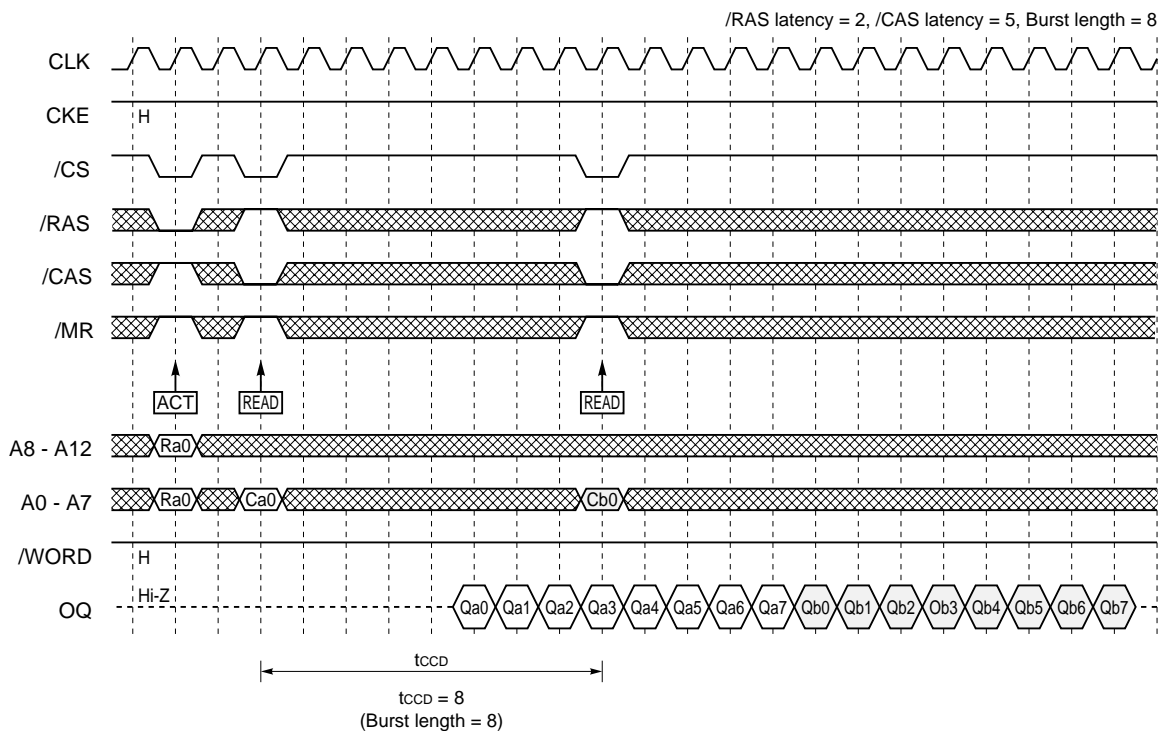 /RAS latency = 2, /CAS latency = 5, Burst length = 8
CLK
CKE H
/CS
/RAS
/CAS
/MR
ACT READ READ
A8 - A12 Ra0
A0 - A7 Ra0 Ca0 Cb0
/WORD H
OQ Hi-Z Qa0 Qa1 Qa2 Qa3 Qa4 Qa5 Qa6 Qa7 Qb0 Qb1 Qb2 Ob3 Qb4 Qb5 Qb6 Qb7
tCCD
tCCD = 8
(Burst length = 8)